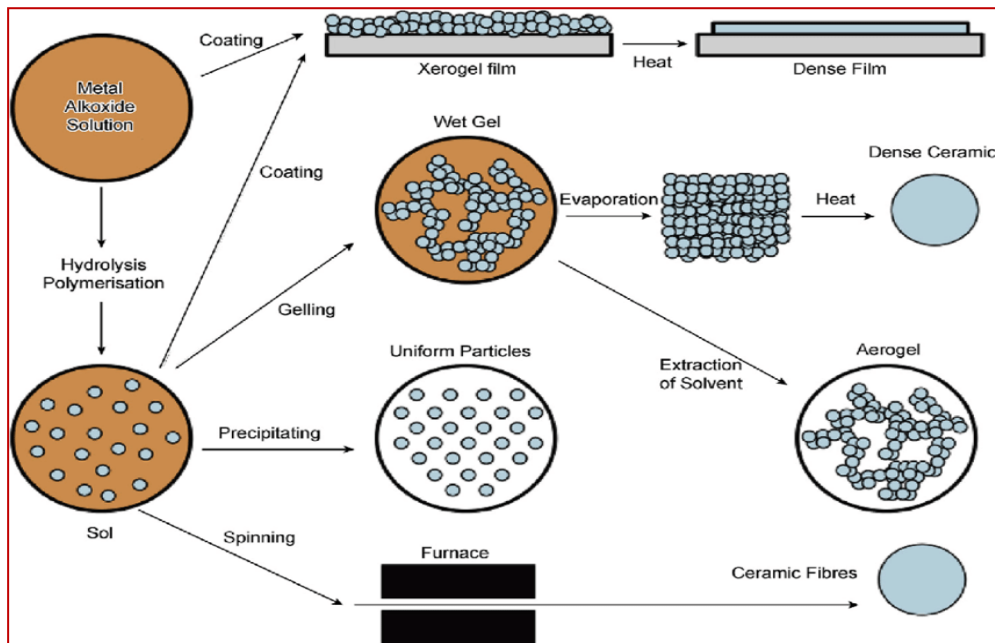 Coating
Xerogel film
Heat
Dense Film
Metal
Alkoxide
Solution
Coating
Wet Gel
Evaporation
Heat
Dense Ceramic
Hydrolysis
Polymerisation
Gelling
Uniform Particles
Extraction
of Solvent
Aerogel
Precipitating
Sol
Spinning
Furnace
Ceramic Fibres